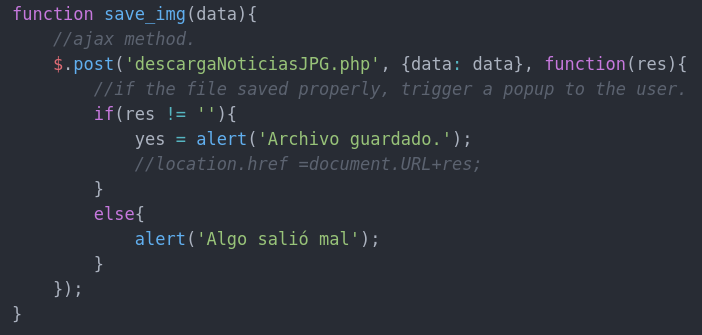 function save_img(data){
    //ajax method.
    $.post('descargaNoticiasJPG.php', {data: data}, function(res){
        //if the file saved properly, trigger a popup to the user.
        if(res != ''){
            yes = alert('Archivo guardado.');
            //location.href =document.URL+res;
        }
        else{
            alert('Algo salió mal');
        }
    });
}